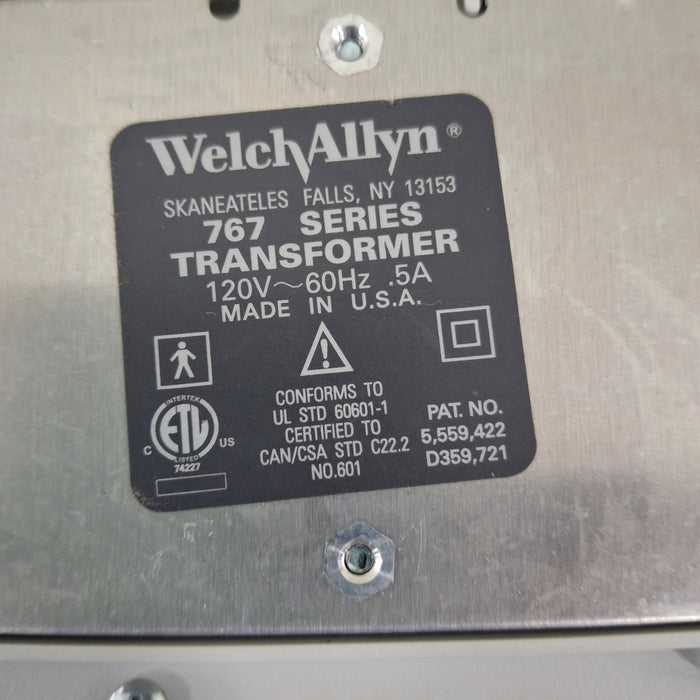 WelchAllyn®
SKANEATELES FALLS, NY 13153
767 SERIES
TRANSFORMER
120V~60Hz .5A
MADE IN U.S.A.
CONFORMS TO
UL STD 60601-1
CERTIFIED TO
CAN/CSA STD C22.2
NO.601
INTERTEK
ETL
C US
LISTED
74227
PAT. NO.
5,559,422
D359,721